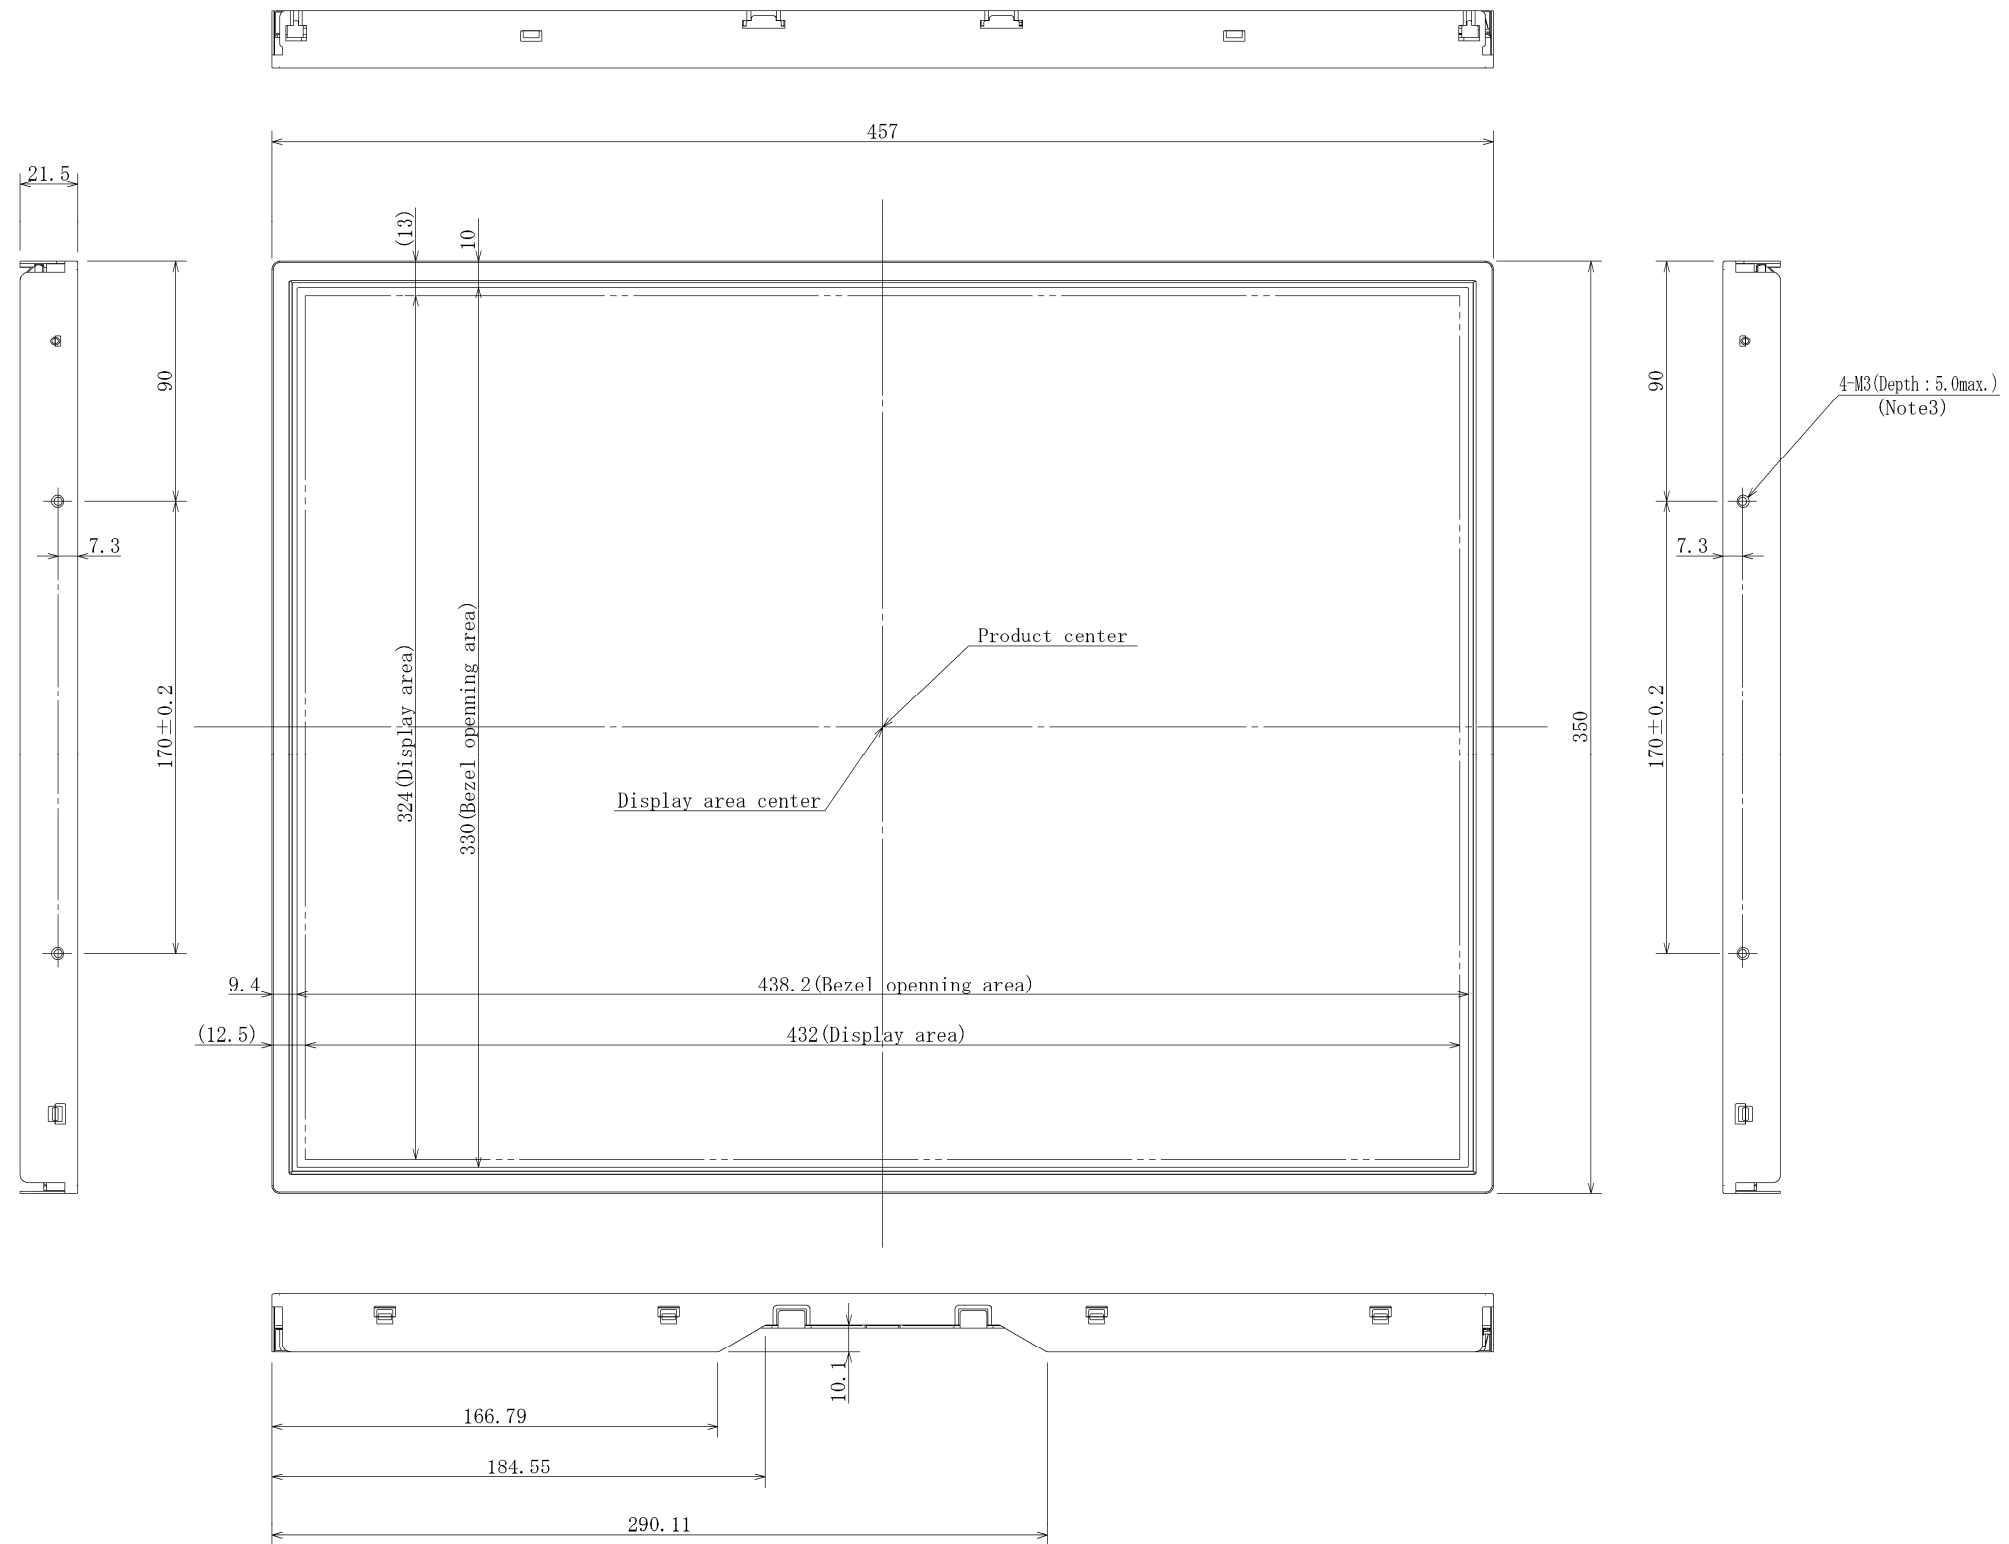 457
21.5
(13)
10
90
90
4-M3(Depth:5.0max.)
(Note3)
7.3
7.3
Product center
324(Display area)
330(Bezel openning area)
170±0.2
350
170±0.2
Display area center
9.4
438.2(Bezel openning area)
(12.5)
432(Display area)
10.1
166.79
184.55
290.11